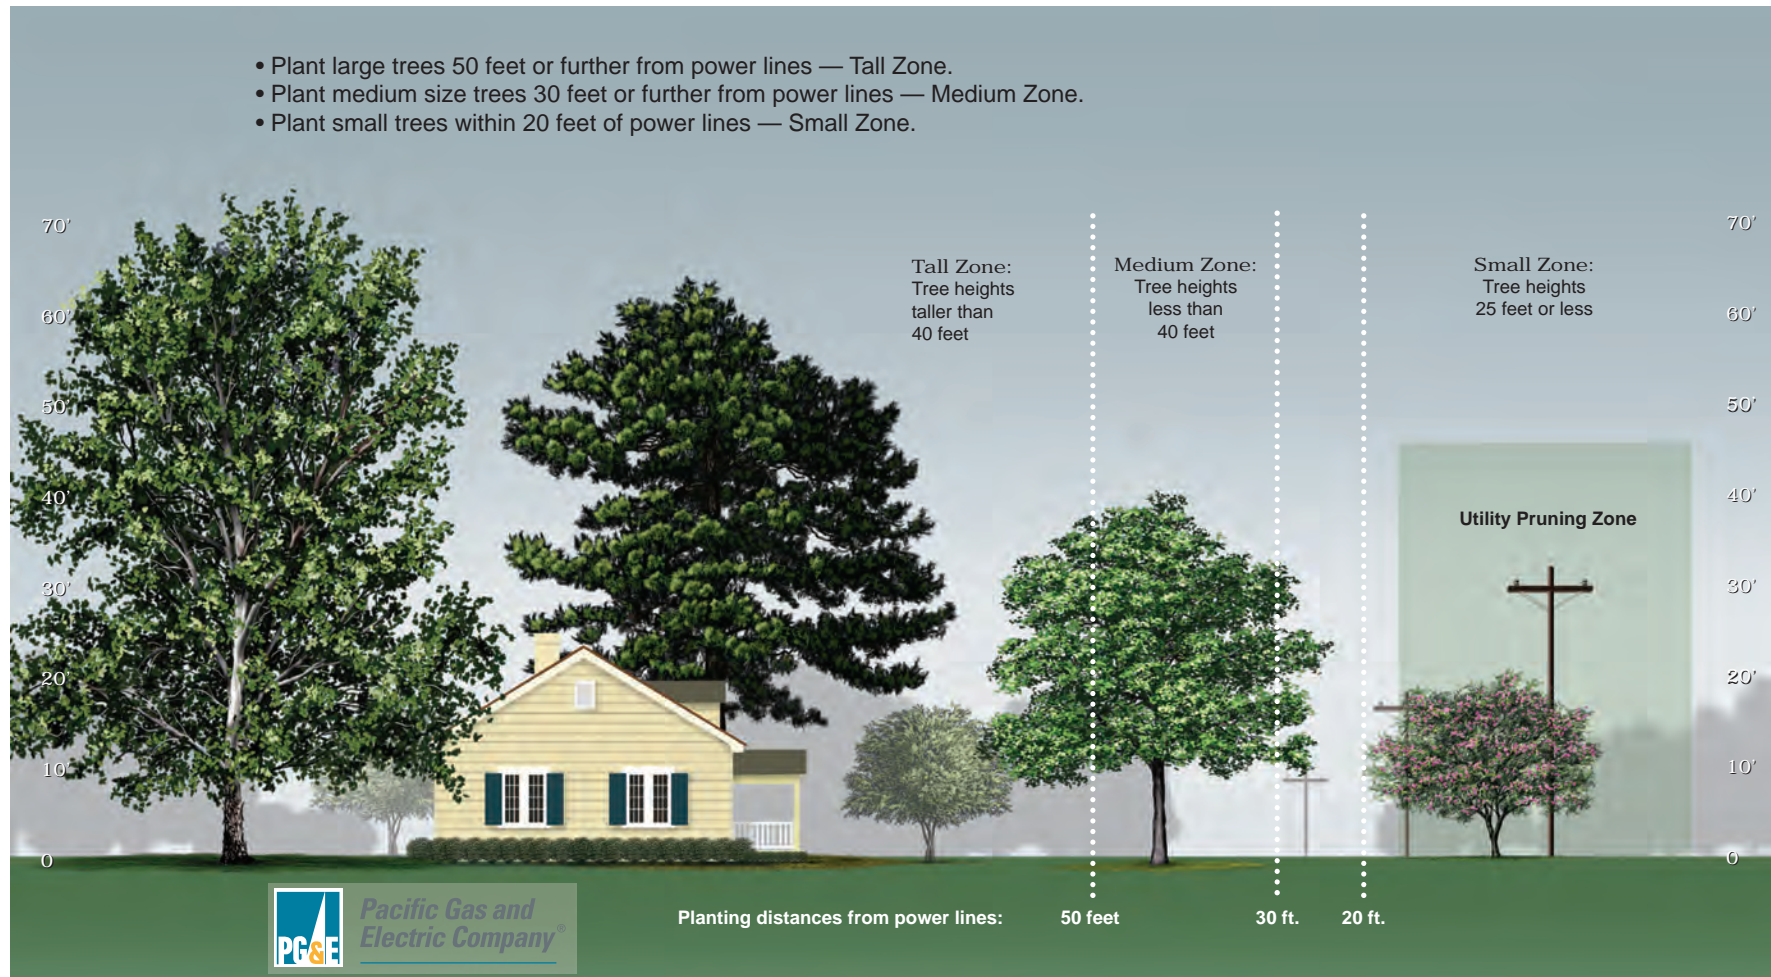 • Plant large trees 50 feet or further from power lines — Tall Zone.
• Plant medium size trees 30 feet or further from power lines — Medium Zone.
• Plant small trees within 20 feet of power lines — Small Zone.
70'
60'
50'
40'
30'
20'
10'
0
Tall Zone:
Tree heights
taller than
40 feet
Medium Zone:
Tree heights
less than
40 feet
Small Zone:
Tree heights
25 feet or less
Utility Pruning Zone
70'
60'
50'
40'
30'
20'
10'
0
Planting distances from power lines:
50 feet
30 ft.
20 ft.
PG&E
Pacific Gas and
Electric Company®